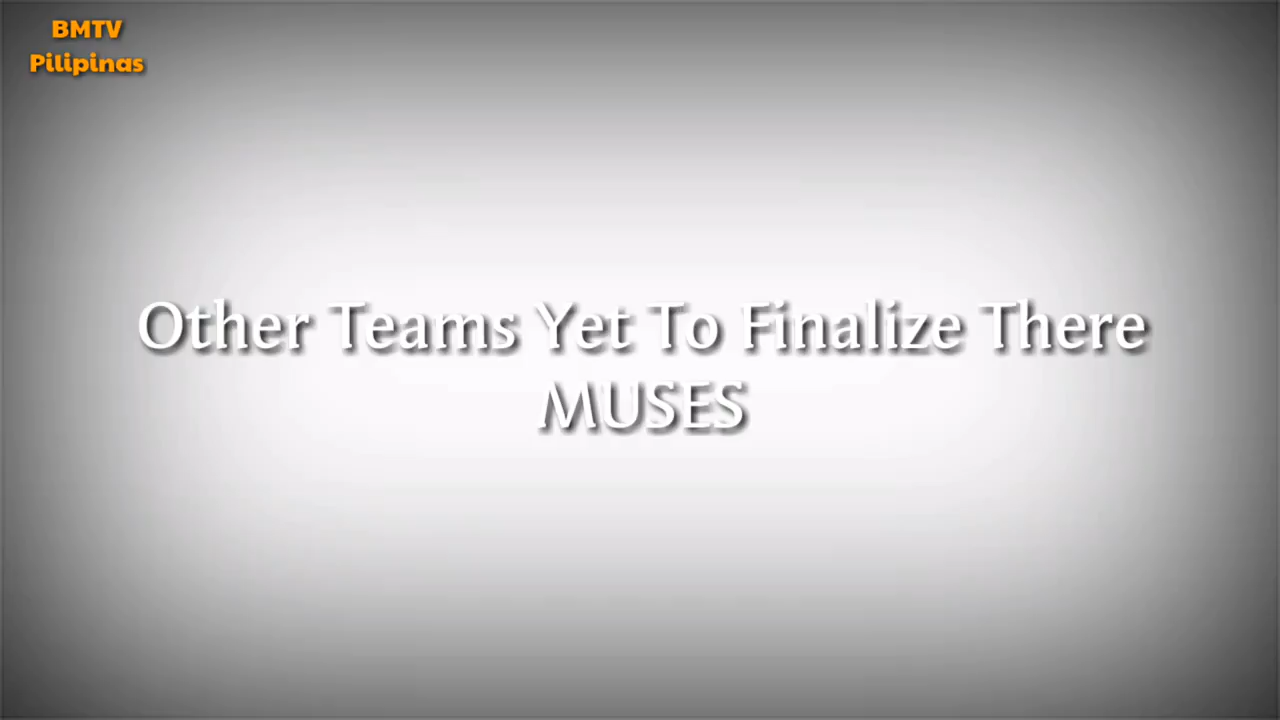 BMTV
Pilipinas
Other Teams Yet To Finalize There
MUSES